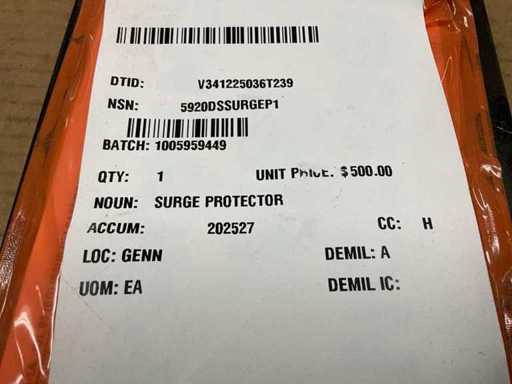 DTID: V341225036T239
NSN: 5920DSSURGEP1
BATCH: 1005959449
QTY: 1 UNIT PRICE: $500.00
NOUN: SURGE PROTECTOR
ACCUM: 202527 CC: H
LOC: GENN DEMIL: A
UOM: EA DEMIL IC: